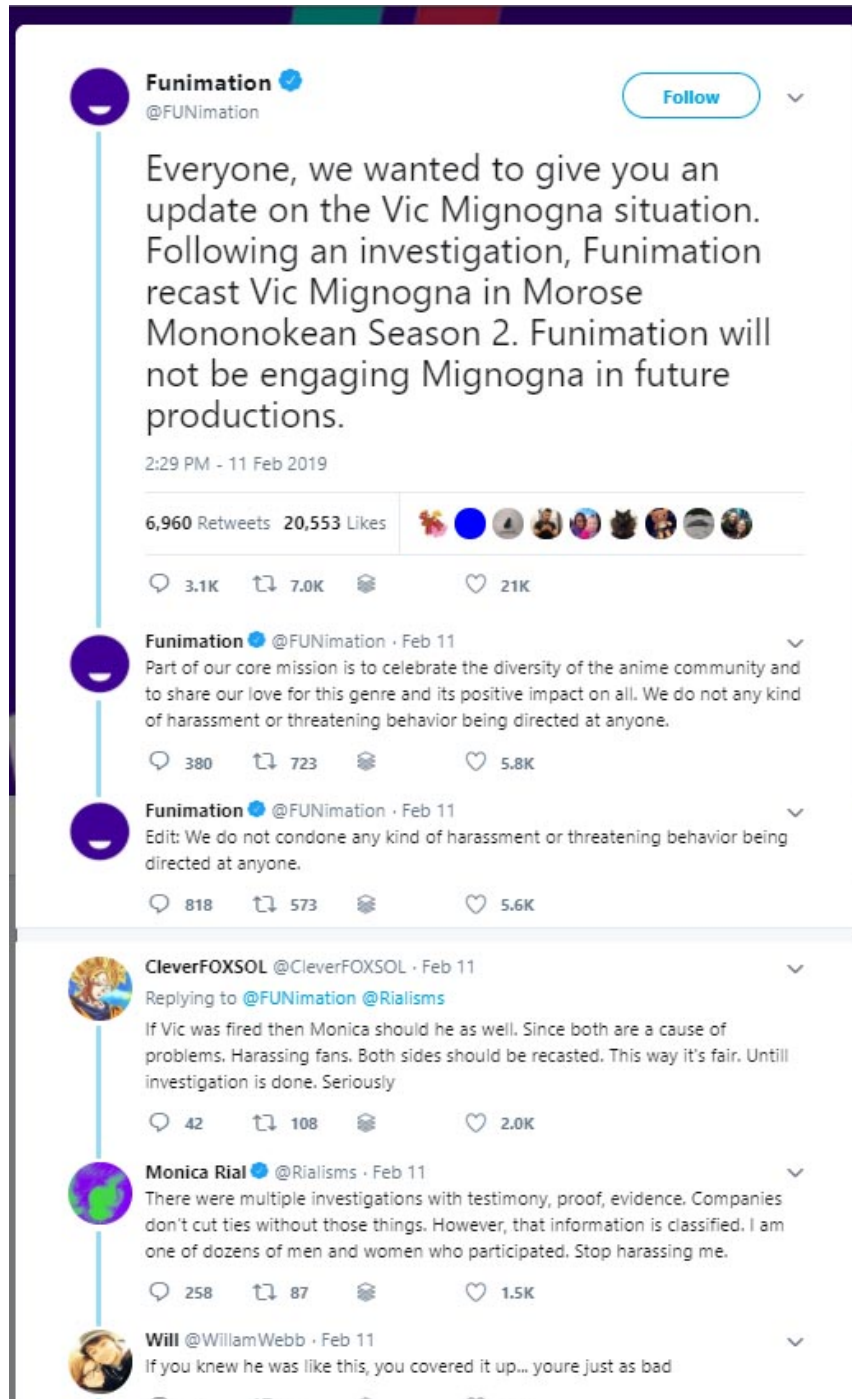 Funimation
Follow
@FUNimation
Everyone, we wanted to give you an
update on the Vic Mignogna situation.
Following an investigation, Funimation
recast Vic Mignogna in Morose
Mononokean Season 2. Funimation will
not be engaging Mignogna in future
productions.
2:29 PM - 11 Feb 2019
6,960 Retweets 20,553 Likes
3.1K 7.0K 21K
Funimation @FUNimation · Feb 11
Part of our core mission is to celebrate the diversity of the anime community and
to share our love for this genre and its positive impact on all. We do not any kind
of harassment or threatening behavior being directed at anyone.
380 723 5.8K
Funimation @FUNimation · Feb 11
Edit: We do not condone any kind of harassment or threatening behavior being
directed at anyone.
818 573 5.6K
CleverFOXSOL @CleverFOXSOL · Feb 11
Replying to @FUNimation @Rialisms
If Vic was fired then Monica should he as well. Since both are a cause of
problems. Harassing fans. Both sides should be recasted. This way it's fair. Untill
investigation is done. Seriously
42 108 2.0K
Monica Rial @Rialisms · Feb 11
There were multiple investigations with testimony, proof, evidence. Companies
don't cut ties without those things. However, that information is classified. I am
one of dozens of men and women who participated. Stop harassing me.
258 87 1.5K
Will @WillamWebb · Feb 11
If you knew he was like this, you covered it up... youre just as bad